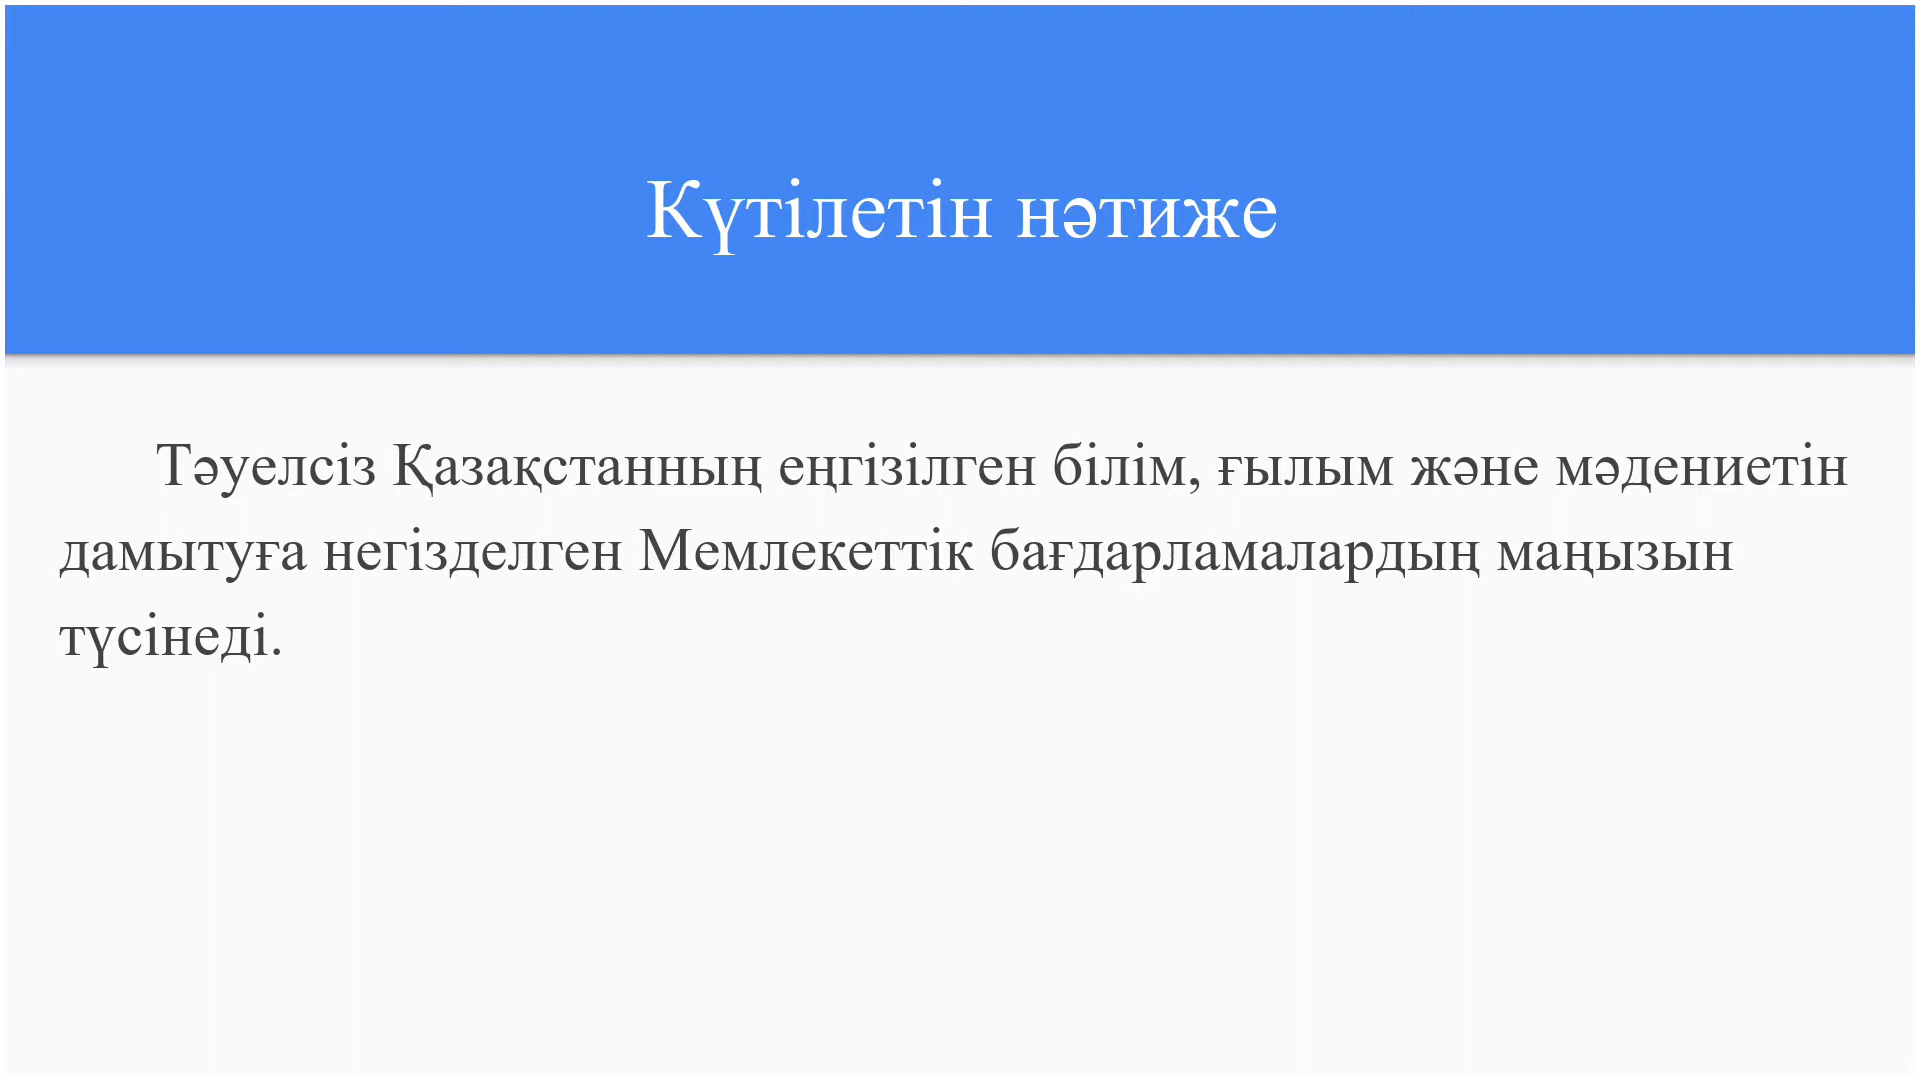 Күтілетін нәтиже
Тәуелсіз Қазақстанның еңгізілген білім, ғылым және мәдениетін
дамытуға негізделген Мемлекеттік бағдарламалардың маңызын
түсінеді.